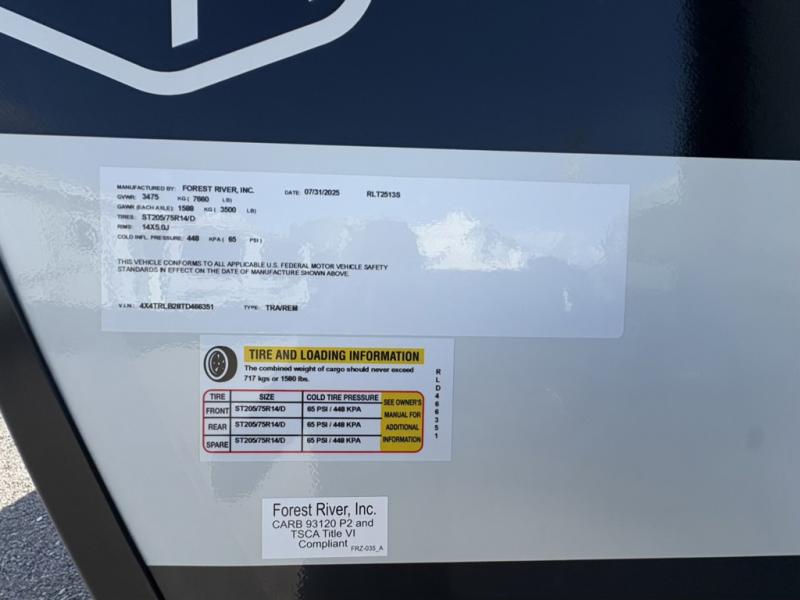 MANUFACTURED BY: FOREST RIVER, INC. DATE: 07/31/2025 RLT2513S
GVWR: 3475 KG ( 7660 LB)
GAWR (EACH AXLE): 1588 KG ( 3500 LB)
TIRES: ST205/75R14/D
RIMS: 14X5.0J
COLD INFL. PRESSURE: 448 KPA ( 65 PSI )
THIS VEHICLE CONFORMS TO ALL APPLICABLE U.S. FEDERAL MOTOR VEHICLE SAFETY
STANDARDS IN EFFECT ON THE DATE OF MANUFACTURE SHOWN ABOVE.
V.I.N.: 4X4TRLB28TD466351 TYPE: TRA/REM
TIRE AND LOADING INFORMATION
The combined weight of cargo should never exceed
717 kgs or 1580 lbs.
TIRE SIZE COLD TIRE PRESSURE SEE OWNER'S MANUAL FOR ADDITIONAL INFORMATION
FRONT ST205/75R14/D 65 PSI / 448 KPA
REAR ST205/75R14/D 65 PSI / 448 KPA
SPARE ST205/75R14/D 65 PSI / 448 KPA
RLD466351
Forest River, Inc.
CARB 93120 P2 and
TSCA Title VI
Compliant FRZ-035_A